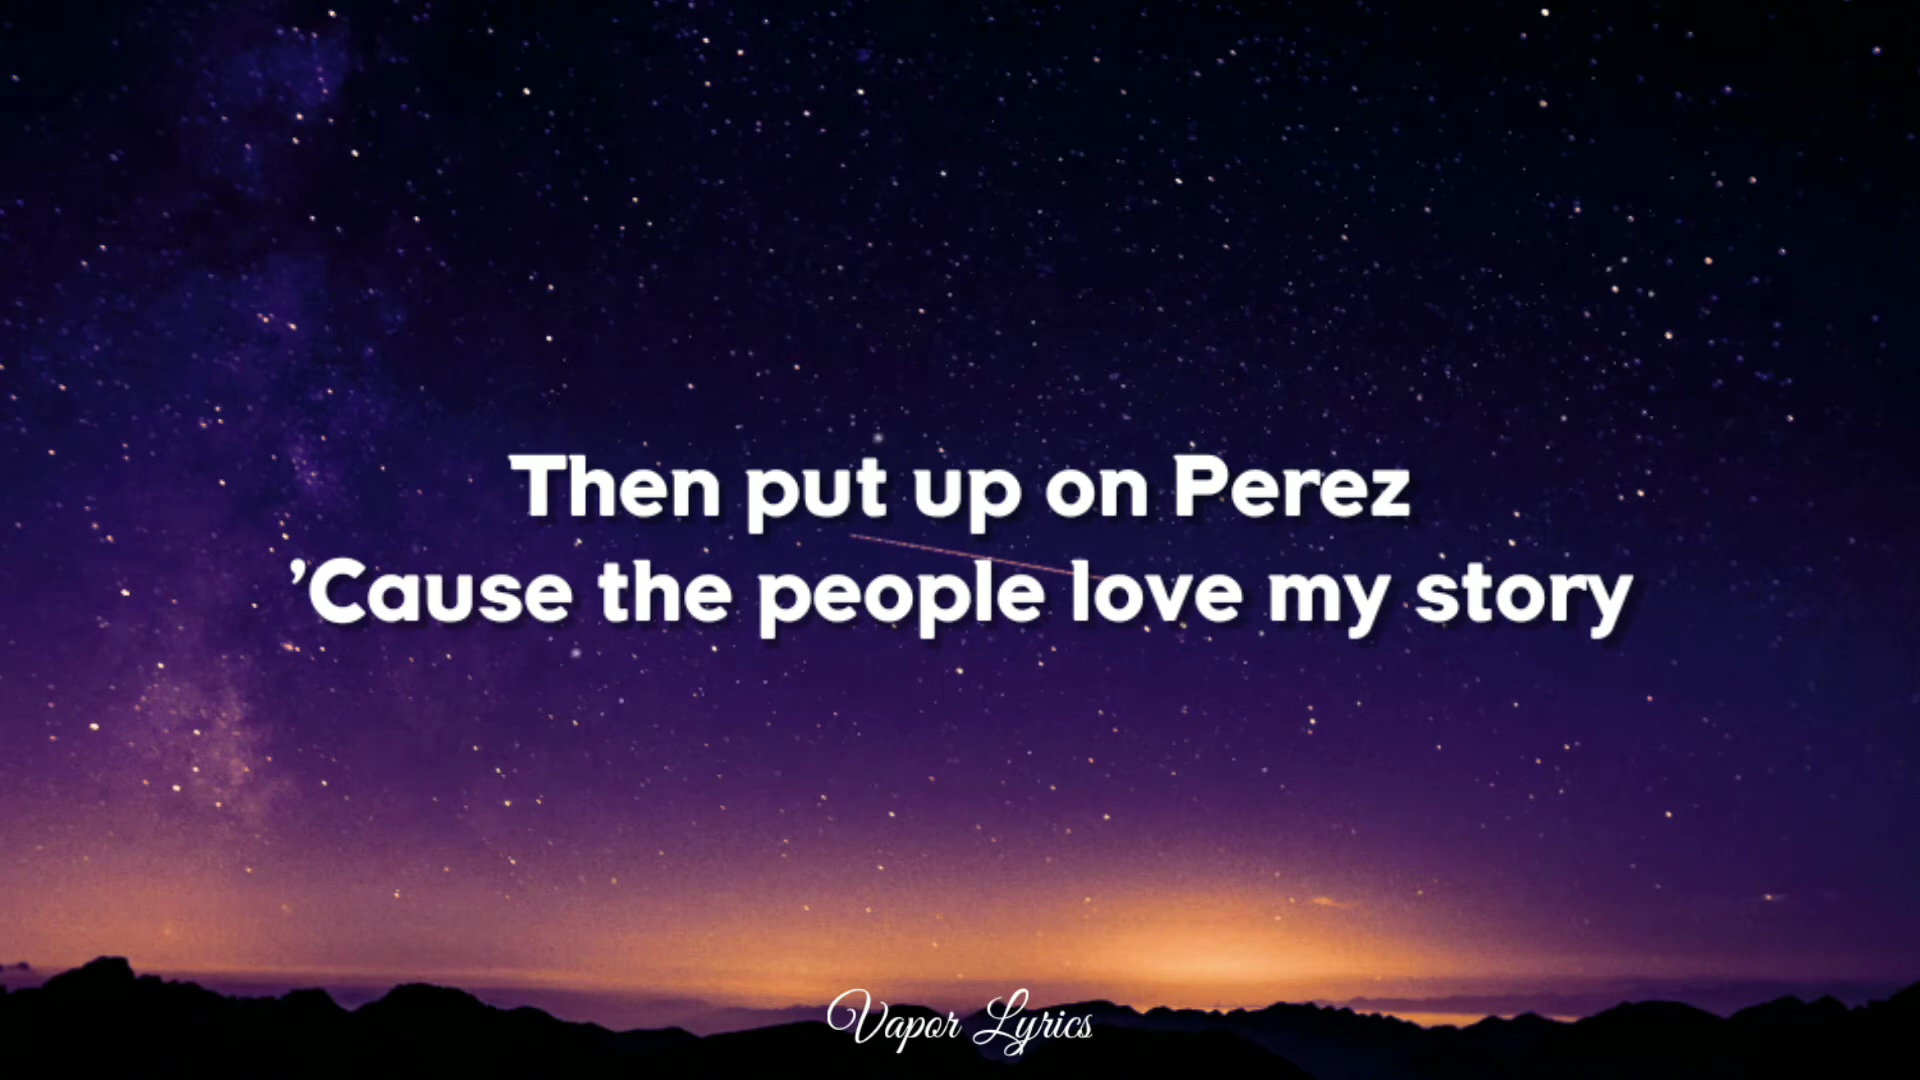 Then put up on Perez
’Cause the people love my story
Vapor Lyrics